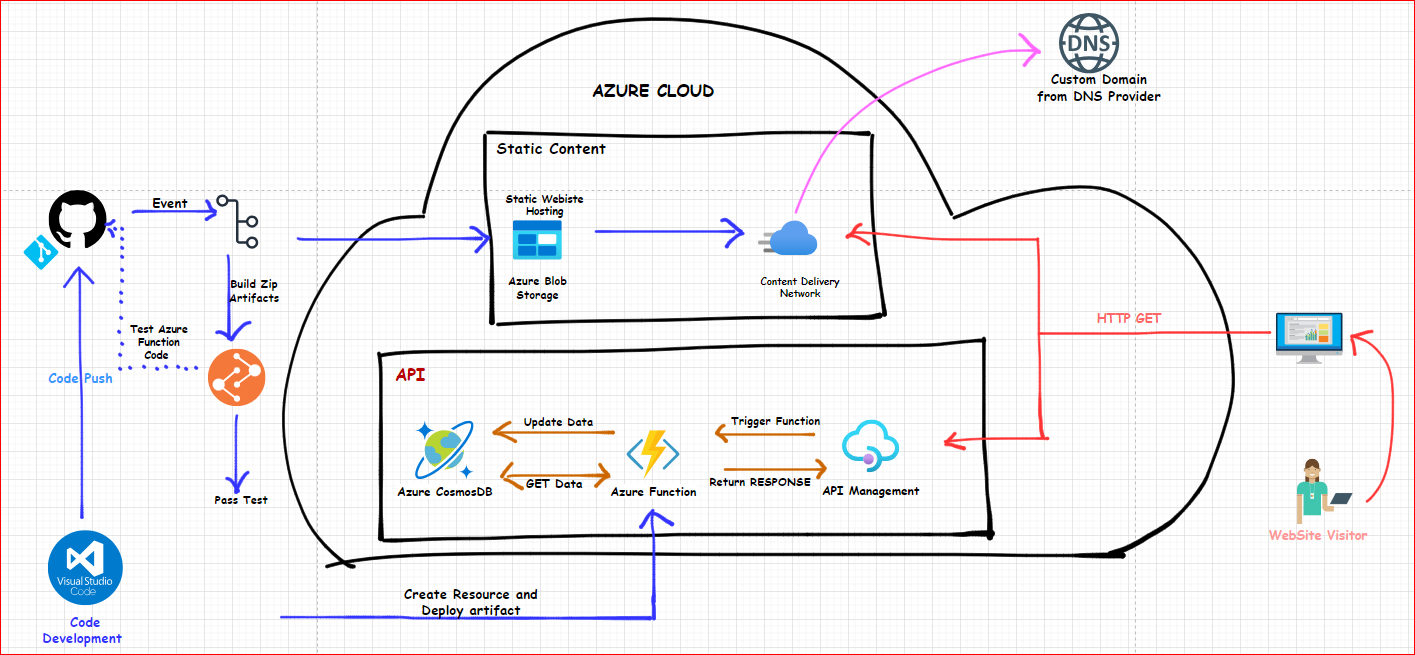 AZURE CLOUD
DNS
Custom Domain
from DNS Provider
Static Content
Static Webiste
Hosting
Azure Blob
Storage
Content Delivery
Network
Event
Build Zip
Artifacts
Test Azure
Function
Code
Code Push
Pass Test
Visual Studio
Code
Code
Development
HTTP GET
API
Update Data
Trigger Function
GET Data
Return RESPONSE
Azure CosmosDB
Azure Function
API Management
WebSite Visitor
Create Resource and
Deploy artifact